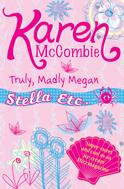 Karen
McCombie
Truly, Madly Megan
Stella Etc.